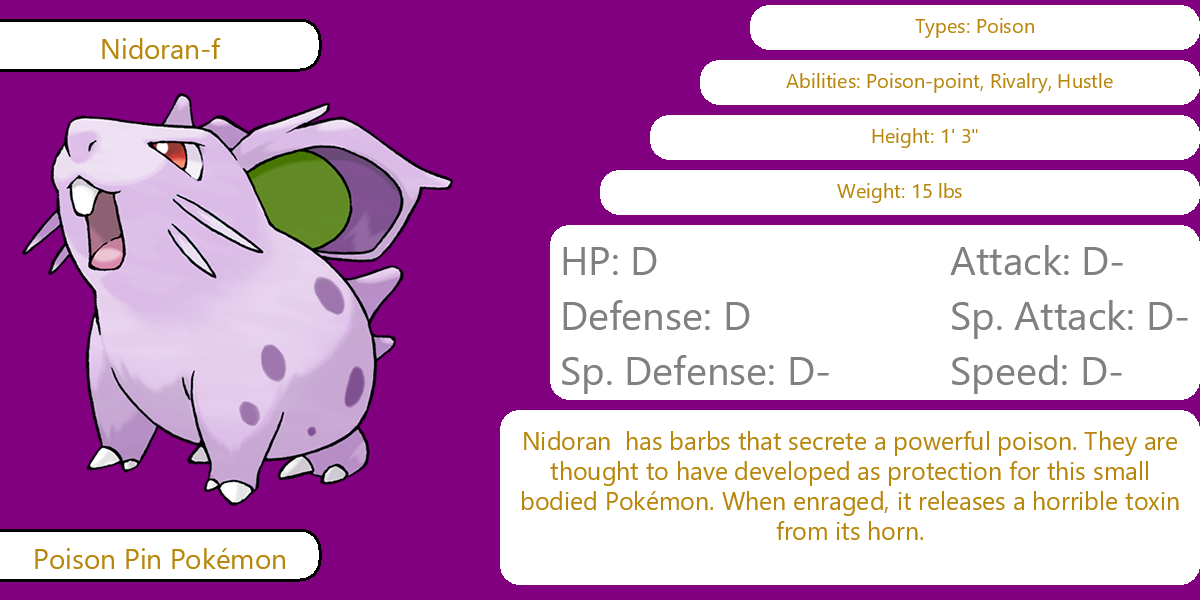 Nidoran-f
Types: Poison
Abilities: Poison-point, Rivalry, Hustle
Height: 1' 3"
Weight: 15 lbs
HP: D
Attack: D-
Defense: D
Sp. Attack: D-
Sp. Defense: D-
Speed: D-
Nidoran  has barbs that secrete a powerful poison. They are
thought to have developed as protection for this small
bodied Pokémon. When enraged, it releases a horrible toxin
from its horn.
Poison Pin Pokémon